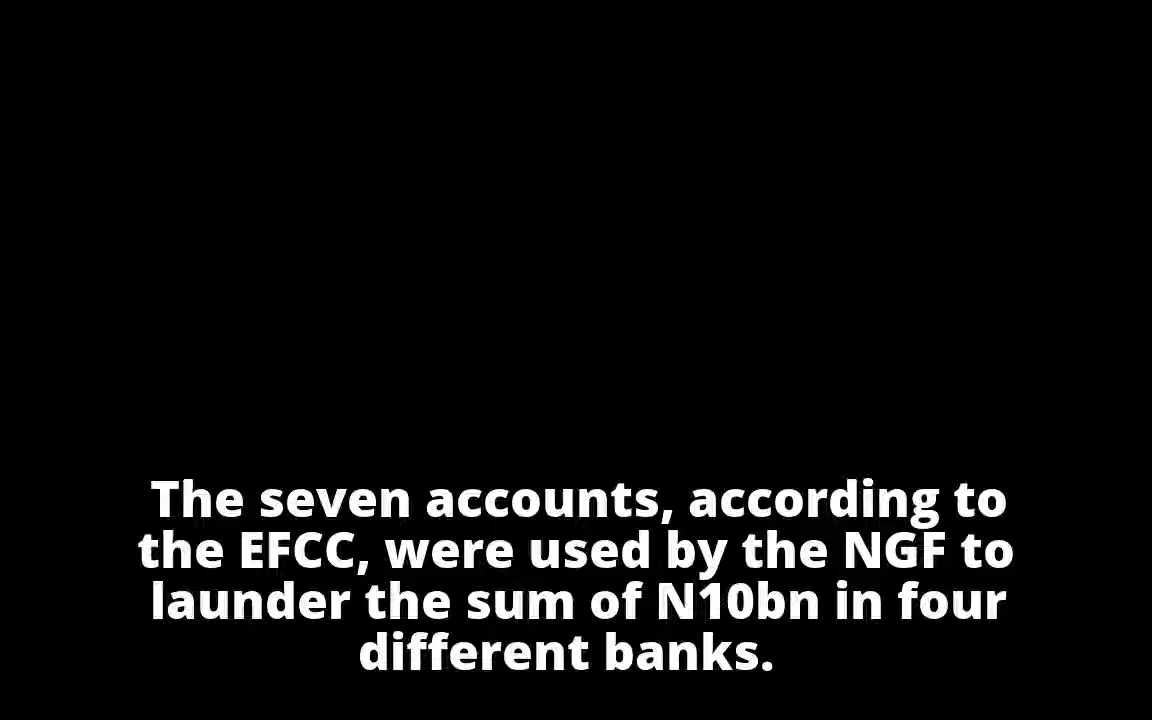 The seven accounts, according to
the EFCC, were used by the NGF to
launder the sum of N10bn in four
different banks.